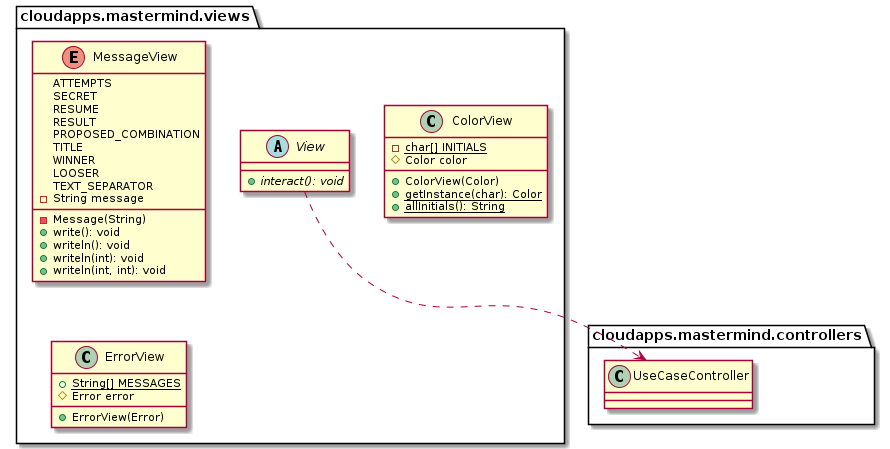 cloudapps.mastermind.views
E MessageView
ATTEMPTS
SECRET
RESUME
RESULT
PROPOSED_COMBINATION
TITLE
WINNER
LOOSER
TEXT_SEPARATOR
String message
Message(String)
write(): void
writeln(): void
writeln(int): void
writeln(int, int): void
A View
interact(): void
C ColorView
char[] INITIALS
Color color
ColorView(Color)
getInstance(char): Color
allInitials(): String
C ErrorView
String[] MESSAGES
Error error
ErrorView(Error)
cloudapps.mastermind.controllers
C UseCaseController